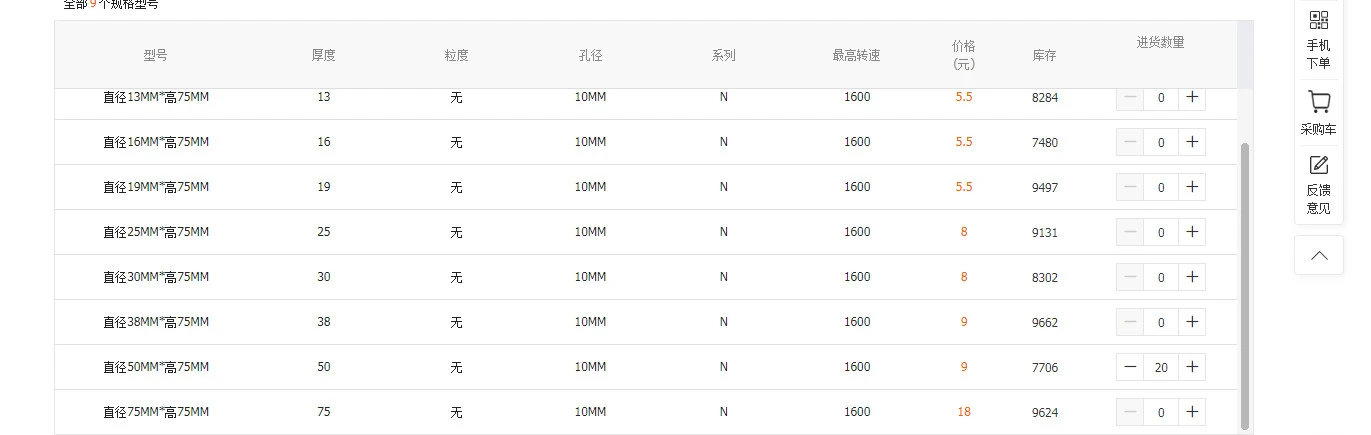 全部9个规格型号
型号 厚度 粒度 孔径 系列 最高转速 价格 (元) 库存 进货数量
直径13MM*高75MM 13 无 10MM N 1600 5.5 8284 0
直径16MM*高75MM 16 无 10MM N 1600 5.5 7480 0
直径19MM*高75MM 19 无 10MM N 1600 5.5 9497 0
直径25MM*高75MM 25 无 10MM N 1600 8 9131 0
直径30MM*高75MM 30 无 10MM N 1600 8 8302 0
直径38MM*高75MM 38 无 10MM N 1600 9 9662 0
直径50MM*高75MM 50 无 10MM N 1600 9 7706 20
直径75MM*高75MM 75 无 10MM N 1600 18 9624 0
手机
下单
采购车
反馈
意见